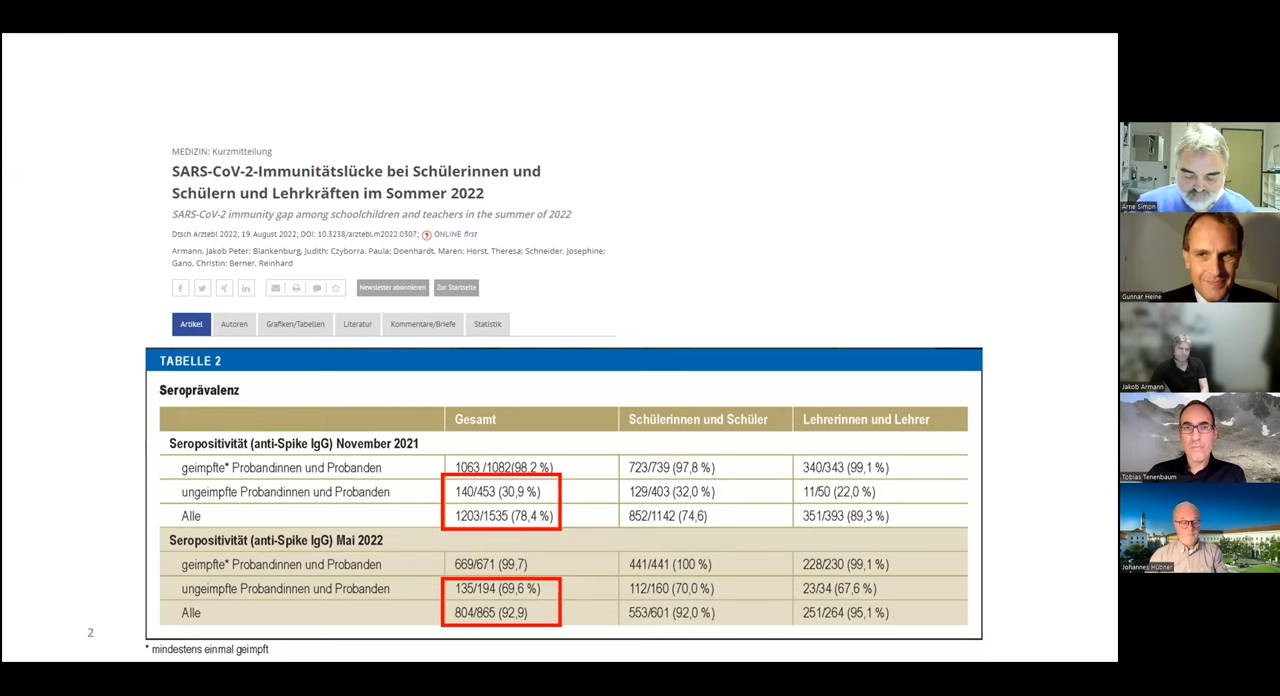 MEDIZIN: Kurzmitteilung
SARS-CoV-2-Immunitätslücke bei Schülerinnen und
Schülern und Lehrkräften im Sommer 2022
SARS-CoV-2 immunity gap among schoolchildren and teachers in the summer of 2022
Dtsch Arztebl 2022; 19. August 2022; DOI: 10.3238/arztebl.m2022.0307; ONLINE first
Armann, Jakob Peter; Blankenburg, Judith; Czyborra, Paula; Doenhardt, Maren; Horst, Theresa; Schneider, Josephine;
Gano, Christin; Berner, Reinhard
Newsletter abonnieren Zur Startseite
Artikel Autoren Grafiken/Tabellen Literatur Kommentare/Briefe Statistik
TABELLE 2
Seroprävalenz
Gesamt Schülerinnen und Schüler Lehrerinnen und Lehrer
Seropositivität (anti-Spike IgG) November 2021
geimpfte* Probandinnen und Probanden 1063 /1082(98,2 %) 723/739 (97,8 %) 340/343 (99,1 %)
ungeimpfte Probandinnen und Probanden 140/453 (30,9 %) 129/403 (32,0 %) 11/50 (22,0 %)
Alle 1203/1535 (78,4 %) 852/1142 (74,6) 351/393 (89,3 %)
Seropositivität (anti-Spike IgG) Mai 2022
geimpfte* Probandinnen und Probanden 669/671 (99,7) 441/441 (100 %) 228/230 (99,1 %)
ungeimpfte Probandinnen und Probanden 135/194 (69,6 %) 112/160 (70,0 %) 23/34 (67,6 %)
Alle 804/865 (92,9) 553/601 (92,0 %) 251/264 (95,1 %)
* mindestens einmal geimpft
2
Arne Simon
Gunnar Heine
Jakob Armann
Tobias Tenenbaum
Johannes Hübner